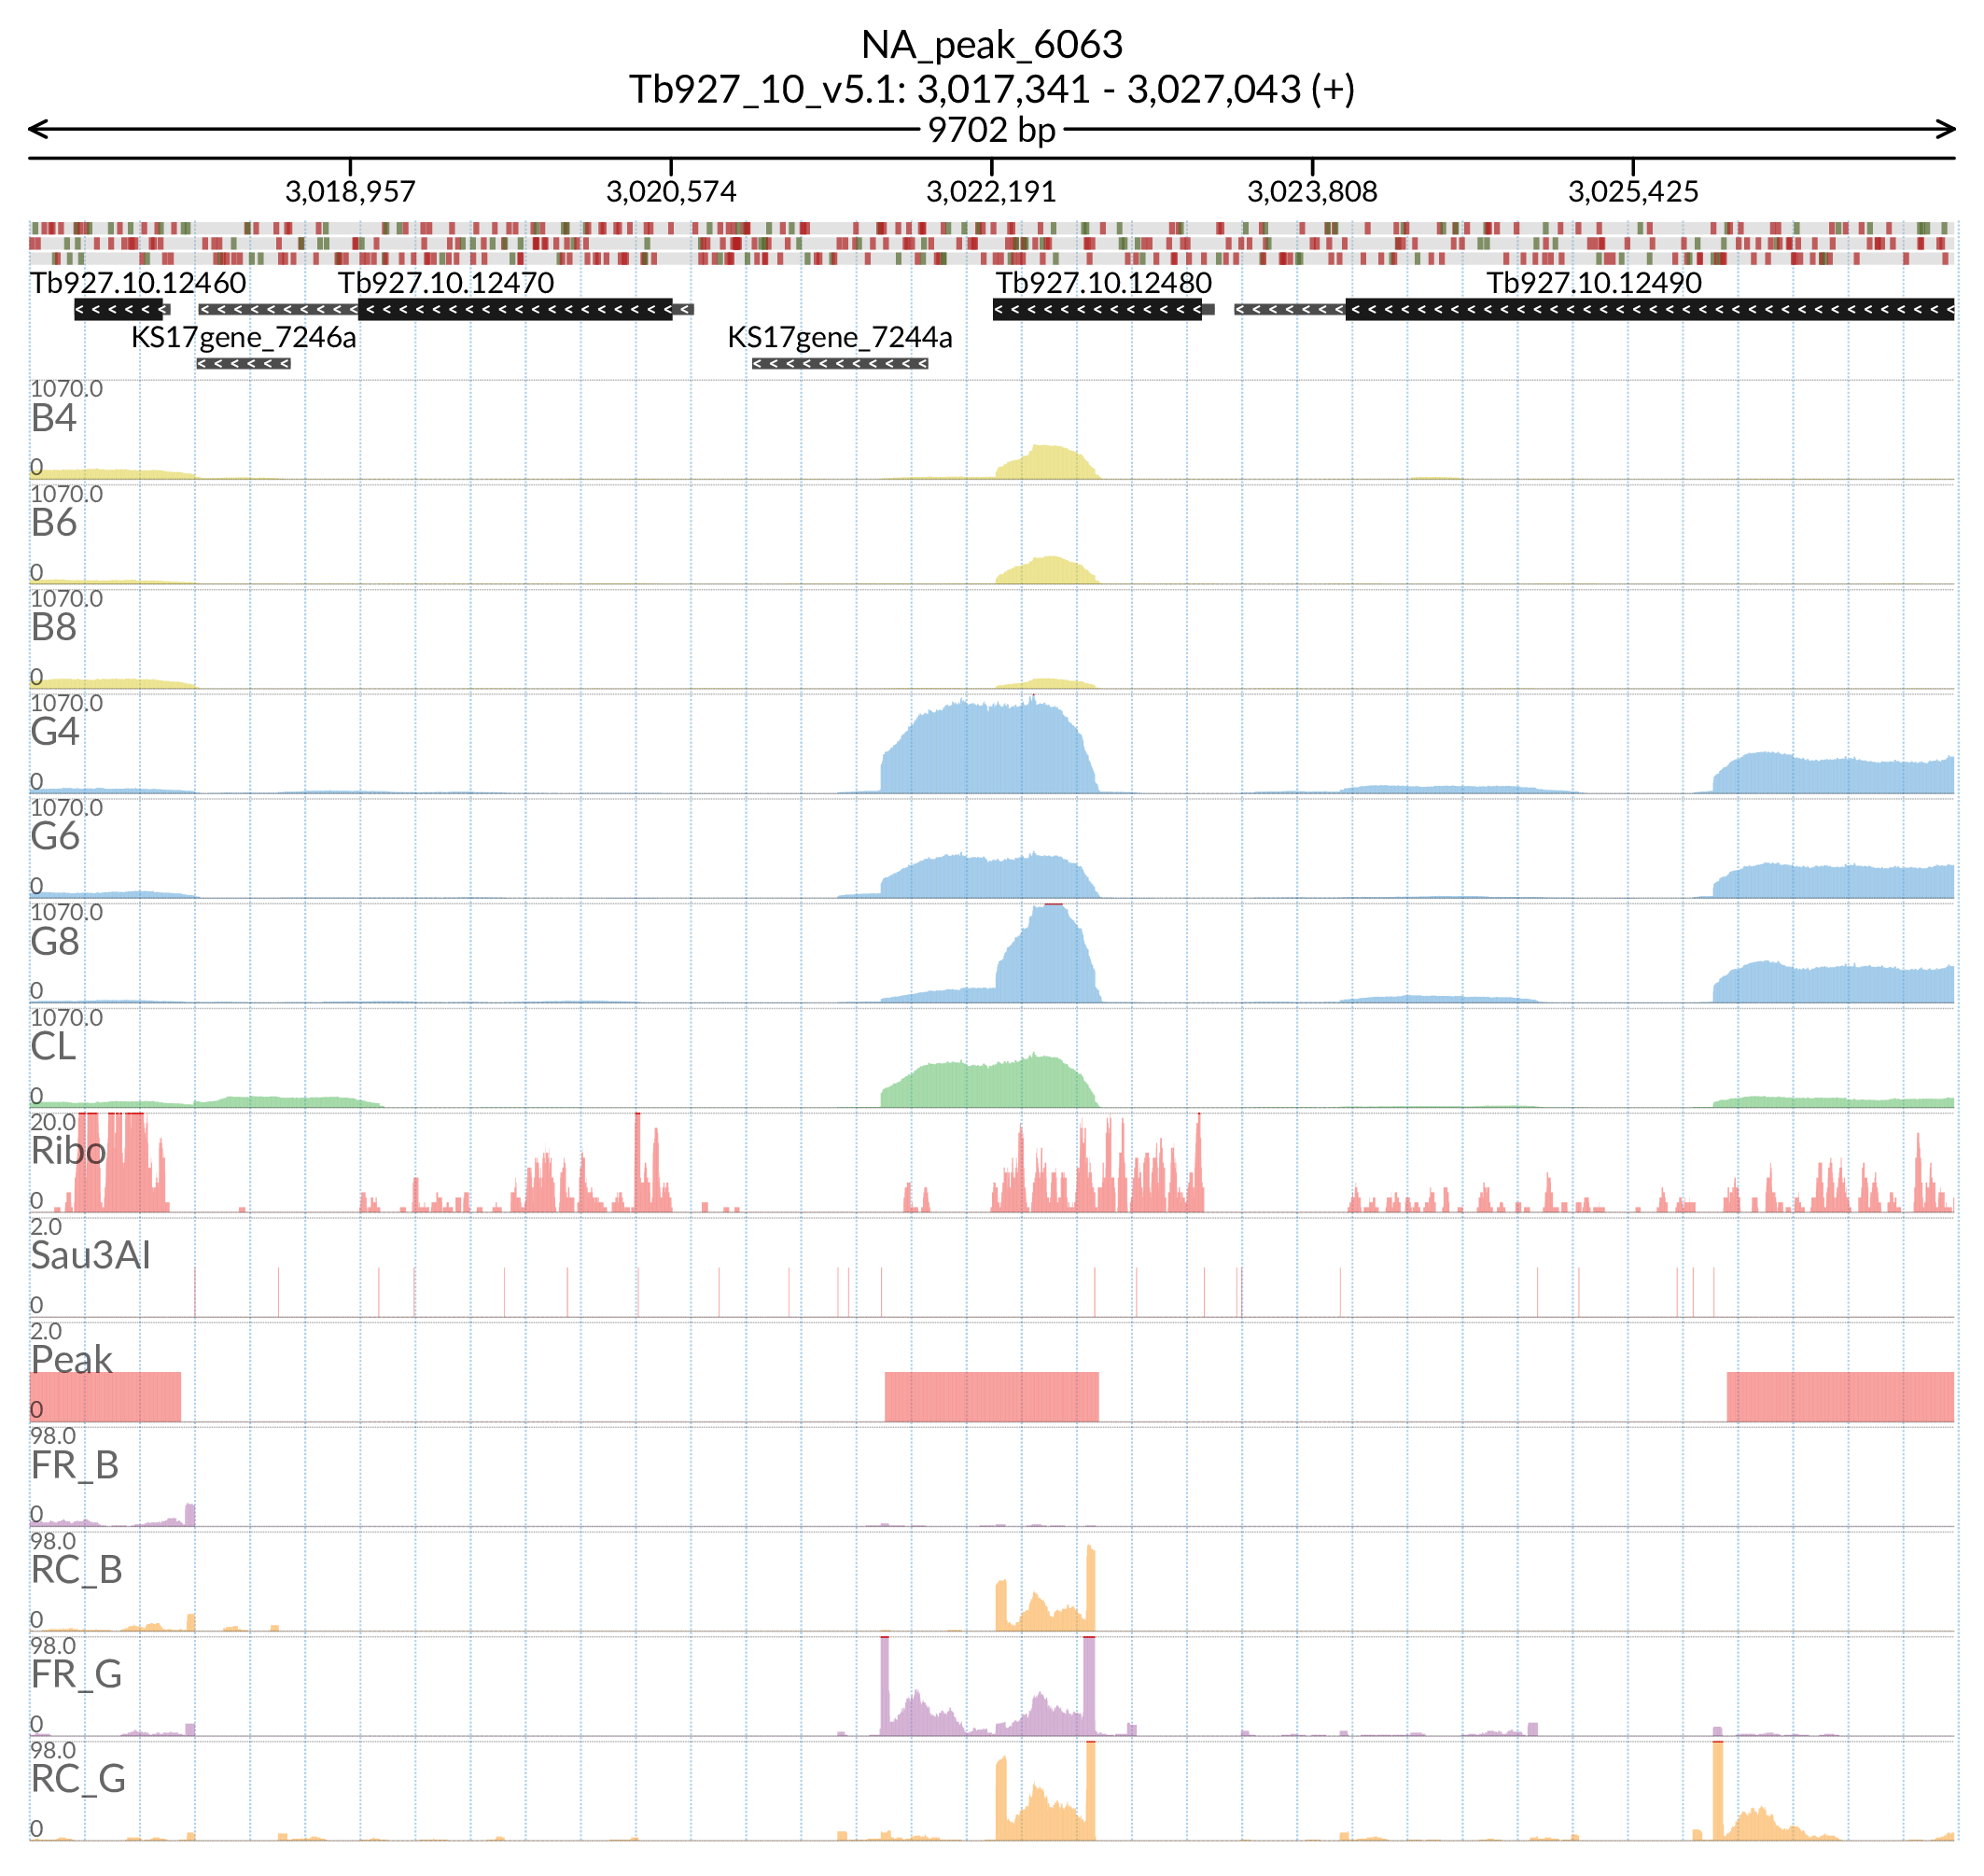 NA_peak_6063
Tb927_10_v5.1: 3,017,341 - 3,027,043 (+)
9702 bp
3,018,957 3,020,574 3,022,191 3,023,808 3,025,425
Tb927.10.12460 Tb927.10.12470 Tb927.10.12480 Tb927.10.12490
KS17gene_7246a KS17gene_7244a
1070.0
B4
0
1070.0
B6
0
1070.0
B8
0
1070.0
G4
0
1070.0
G6
0
1070.0
G8
0
1070.0
CL
0
20.0
Ribo
0
2.0
Sau3AI
0
2.0
Peak
0
98.0
FR_B
0
98.0
RC_B
0
98.0
FR_G
0
98.0
RC_G
0